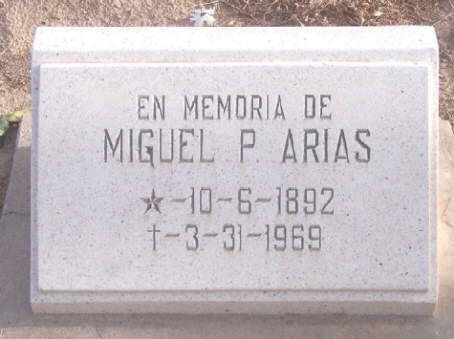 EN MEMORIA DE
MIGUEL P. ARIAS
★-10-6-1892
†-3-31-1969